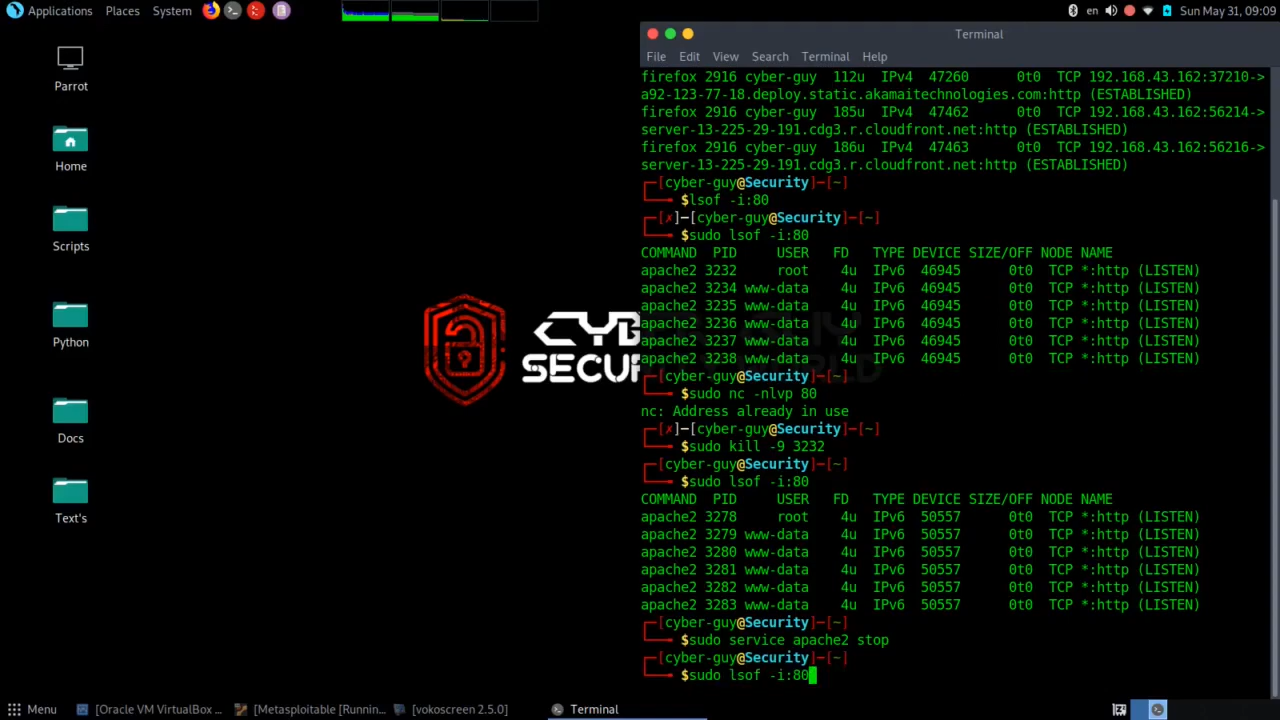 Applications Places System
en
Sun May 31, 09:09
Parrot
Home
Scripts
Python
Docs
Text's
CYB
SECUR
Terminal
File Edit View Search Terminal Help
firefox 2916 cyber-guy 112u IPv4 47260 0t0 TCP 192.168.43.162:37210->
a92-123-77-18.deploy.static.akamaitechnologies.com:http (ESTABLISHED)
firefox 2916 cyber-guy 185u IPv4 47462 0t0 TCP 192.168.43.162:56214->
server-13-225-29-191.cdg3.r.cloudfront.net:http (ESTABLISHED)
firefox 2916 cyber-guy 186u IPv4 47463 0t0 TCP 192.168.43.162:56216->
server-13-225-29-191.cdg3.r.cloudfront.net:http (ESTABLISHED)
┌─[cyber-guy@Security]─[~]
└──╼ $lsof -i:80
┌─[✗]─[cyber-guy@Security]─[~]
└──╼ $sudo lsof -i:80
COMMAND PID USER FD TYPE DEVICE SIZE/OFF NODE NAME
apache2 3232 root 4u IPv6 46945 0t0 TCP *:http (LISTEN)
apache2 3234 www-data 4u IPv6 46945 0t0 TCP *:http (LISTEN)
apache2 3235 www-data 4u IPv6 46945 0t0 TCP *:http (LISTEN)
apache2 3236 www-data 4u IPv6 46945 0t0 TCP *:http (LISTEN)
apache2 3237 www-data 4u IPv6 46945 0t0 TCP *:http (LISTEN)
apache2 3238 www-data 4u IPv6 46945 0t0 TCP *:http (LISTEN)
┌─[cyber-guy@Security]─[~]
└──╼ $sudo nc -nlvp 80
nc: Address already in use
┌─[✗]─[cyber-guy@Security]─[~]
└──╼ $sudo kill -9 3232
┌─[cyber-guy@Security]─[~]
└──╼ $sudo lsof -i:80
COMMAND PID USER FD TYPE DEVICE SIZE/OFF NODE NAME
apache2 3278 root 4u IPv6 50557 0t0 TCP *:http (LISTEN)
apache2 3279 www-data 4u IPv6 50557 0t0 TCP *:http (LISTEN)
apache2 3280 www-data 4u IPv6 50557 0t0 TCP *:http (LISTEN)
apache2 3281 www-data 4u IPv6 50557 0t0 TCP *:http (LISTEN)
apache2 3282 www-data 4u IPv6 50557 0t0 TCP *:http (LISTEN)
apache2 3283 www-data 4u IPv6 50557 0t0 TCP *:http (LISTEN)
┌─[cyber-guy@Security]─[~]
└──╼ $sudo service apache2 stop
┌─[cyber-guy@Security]─[~]
└──╼ $sudo lsof -i:80
Menu [Oracle VM VirtualBox ... [Metasploitable [Runnin... [vokoscreen 2.5.0] Terminal